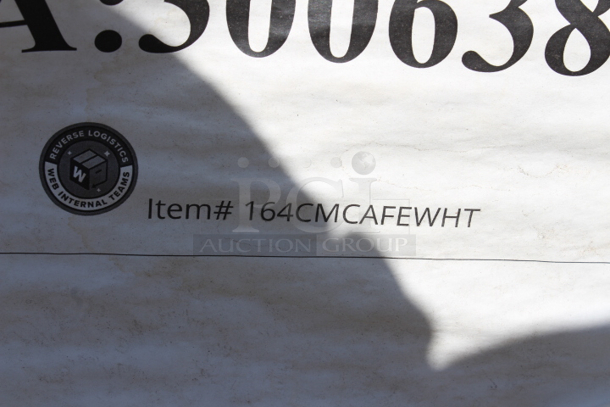 A:300638
REVERSE LOGISTICS
W
WEB INTERNAL TEAMS
Item# 164CMCAFEWHT
PCI
AUCTION GROUP